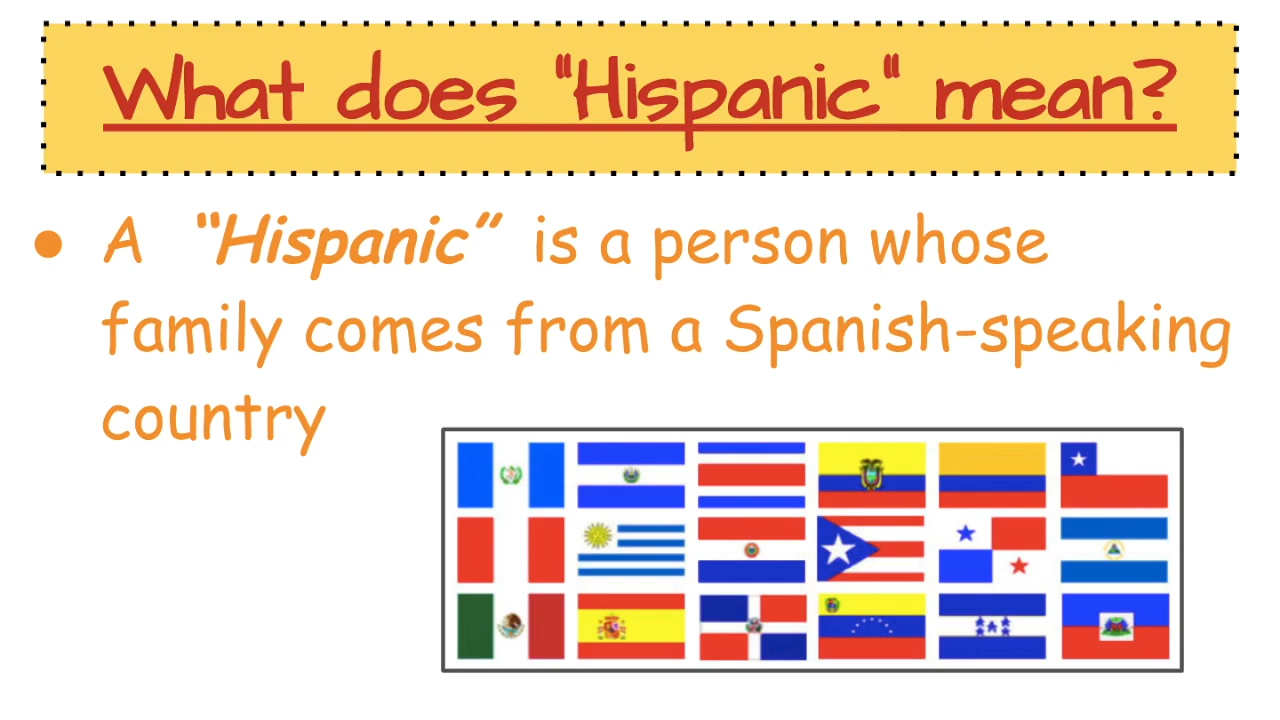 What does "Hispanic" mean?
● A "Hispanic" is a person whose
family comes from a Spanish-speaking
country